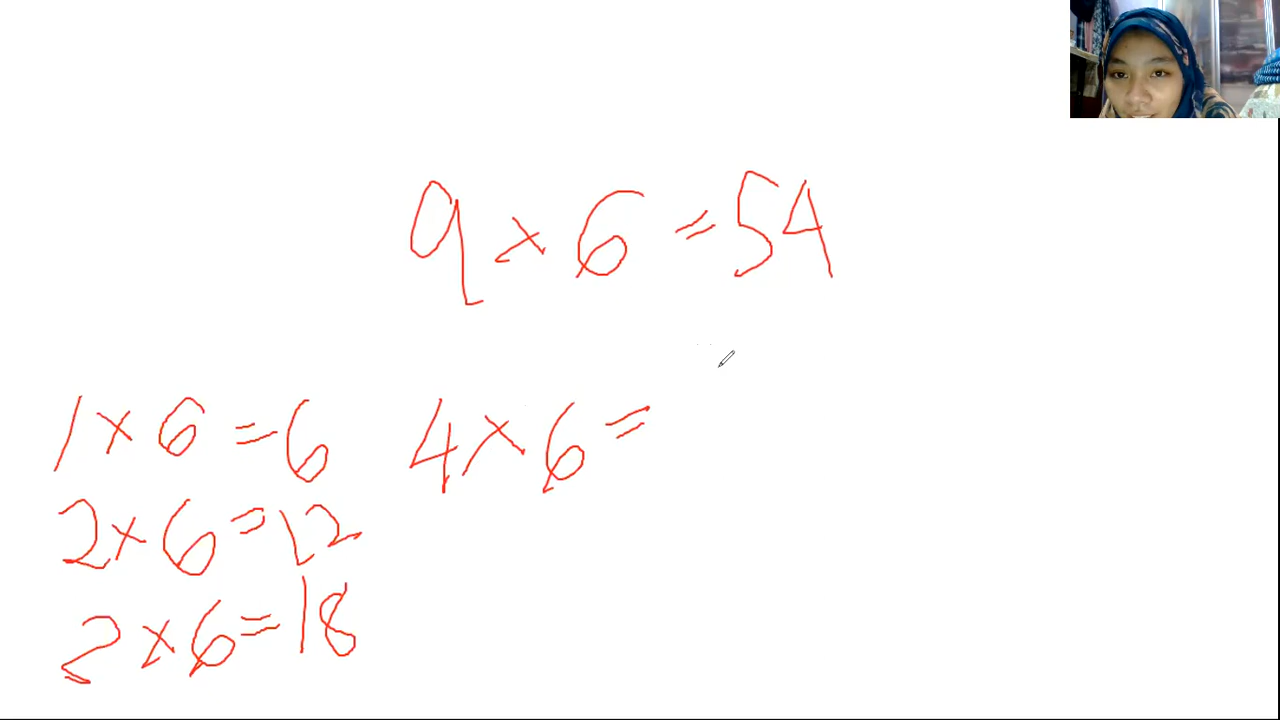 9 × 6 = 54
1 × 6 = 6
2 × 6 = 12
2 × 6 = 18
4 × 6 =